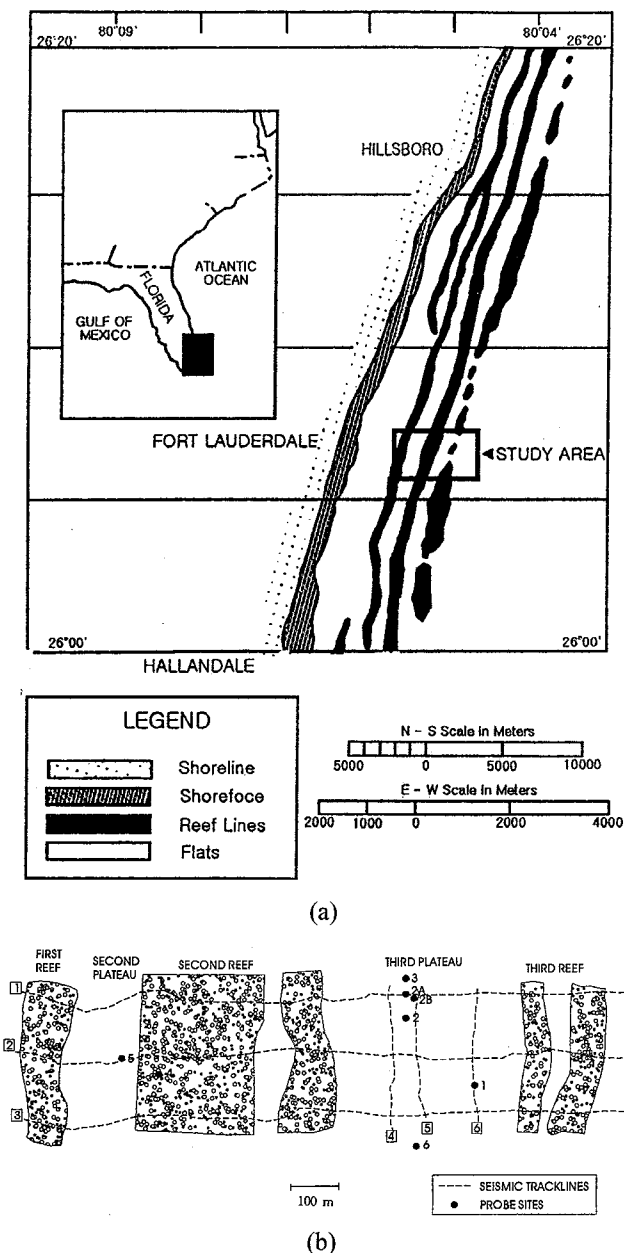 80°09' 80°04'
26°20' 26°20'
HILLSBORO
ATLANTIC
OCEAN
FLORIDA
GULF OF
MEXICO
FORT LAUDERDALE
STUDY AREA
26°00' 26°00'
HALLANDALE
LEGEND
Shoreline
Shoreface
Reef Lines
Flats
N - S Scale in Meters
5000 0 5000 10000
E - W Scale in Meters
2000 1000 0 2000 4000
(a)
FIRST
REEF
SECOND
PLATEAU
SECOND REEF
THIRD PLATEAU
THIRD REEF
1
3
2A
2B
2
2
5
1
3
4
5
6
6
100 m
SEISMIC TRACKLINES
PROBE SITES
(b)